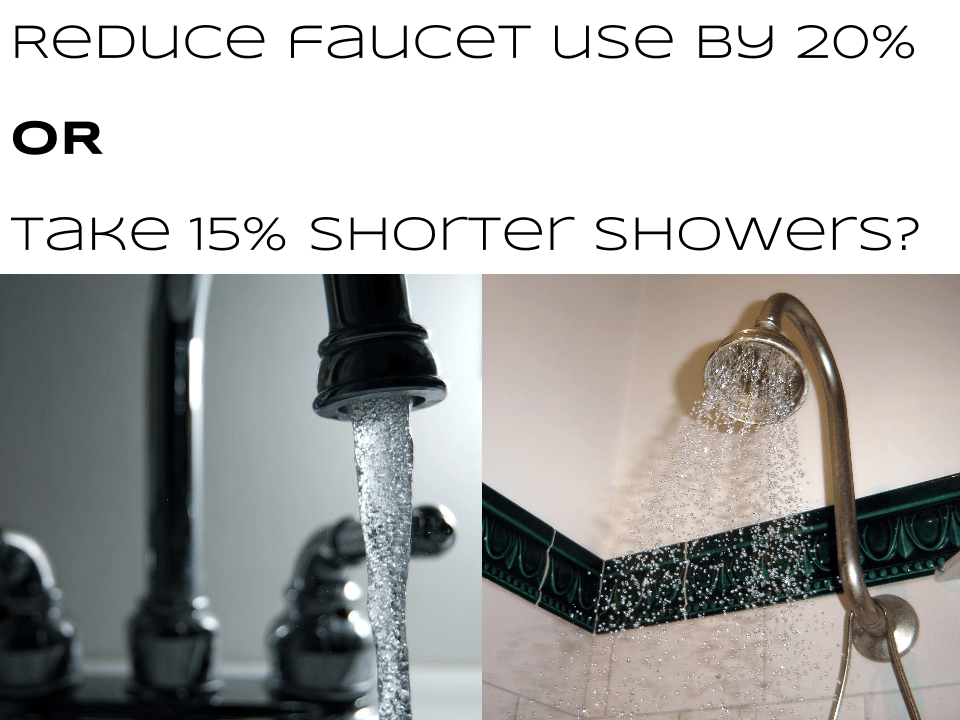 Reduce faucet use by 20%
OR
Take 15% shorter showers?